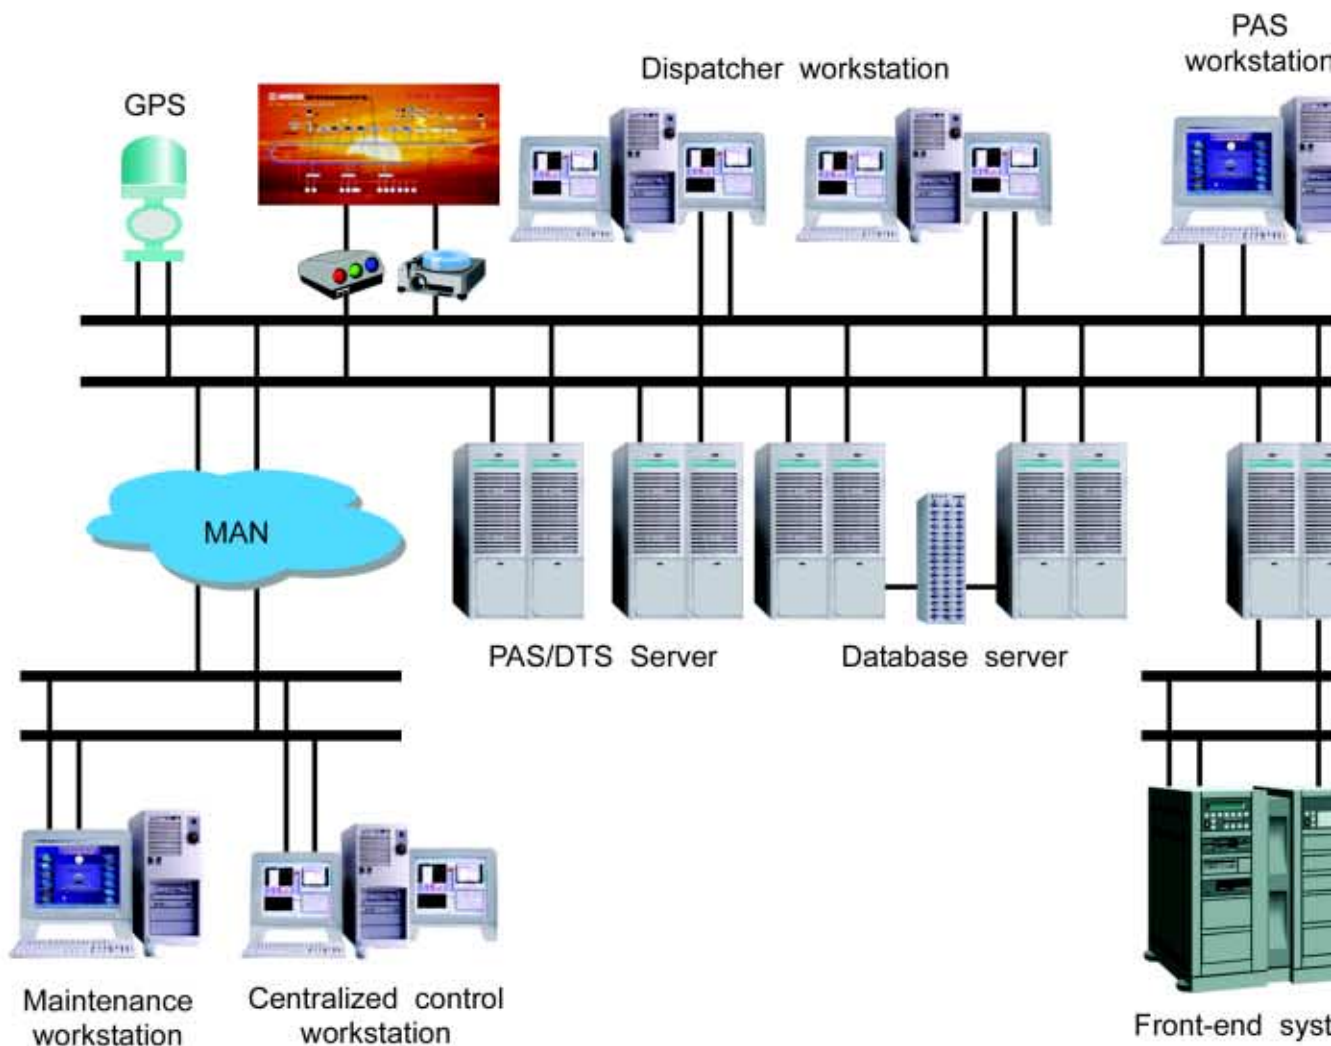 PAS
workstation
Dispatcher workstation
GPS
MAN
PAS/DTS Server
Database server
Maintenance
workstation
Centralized control
workstation
Front-end syst